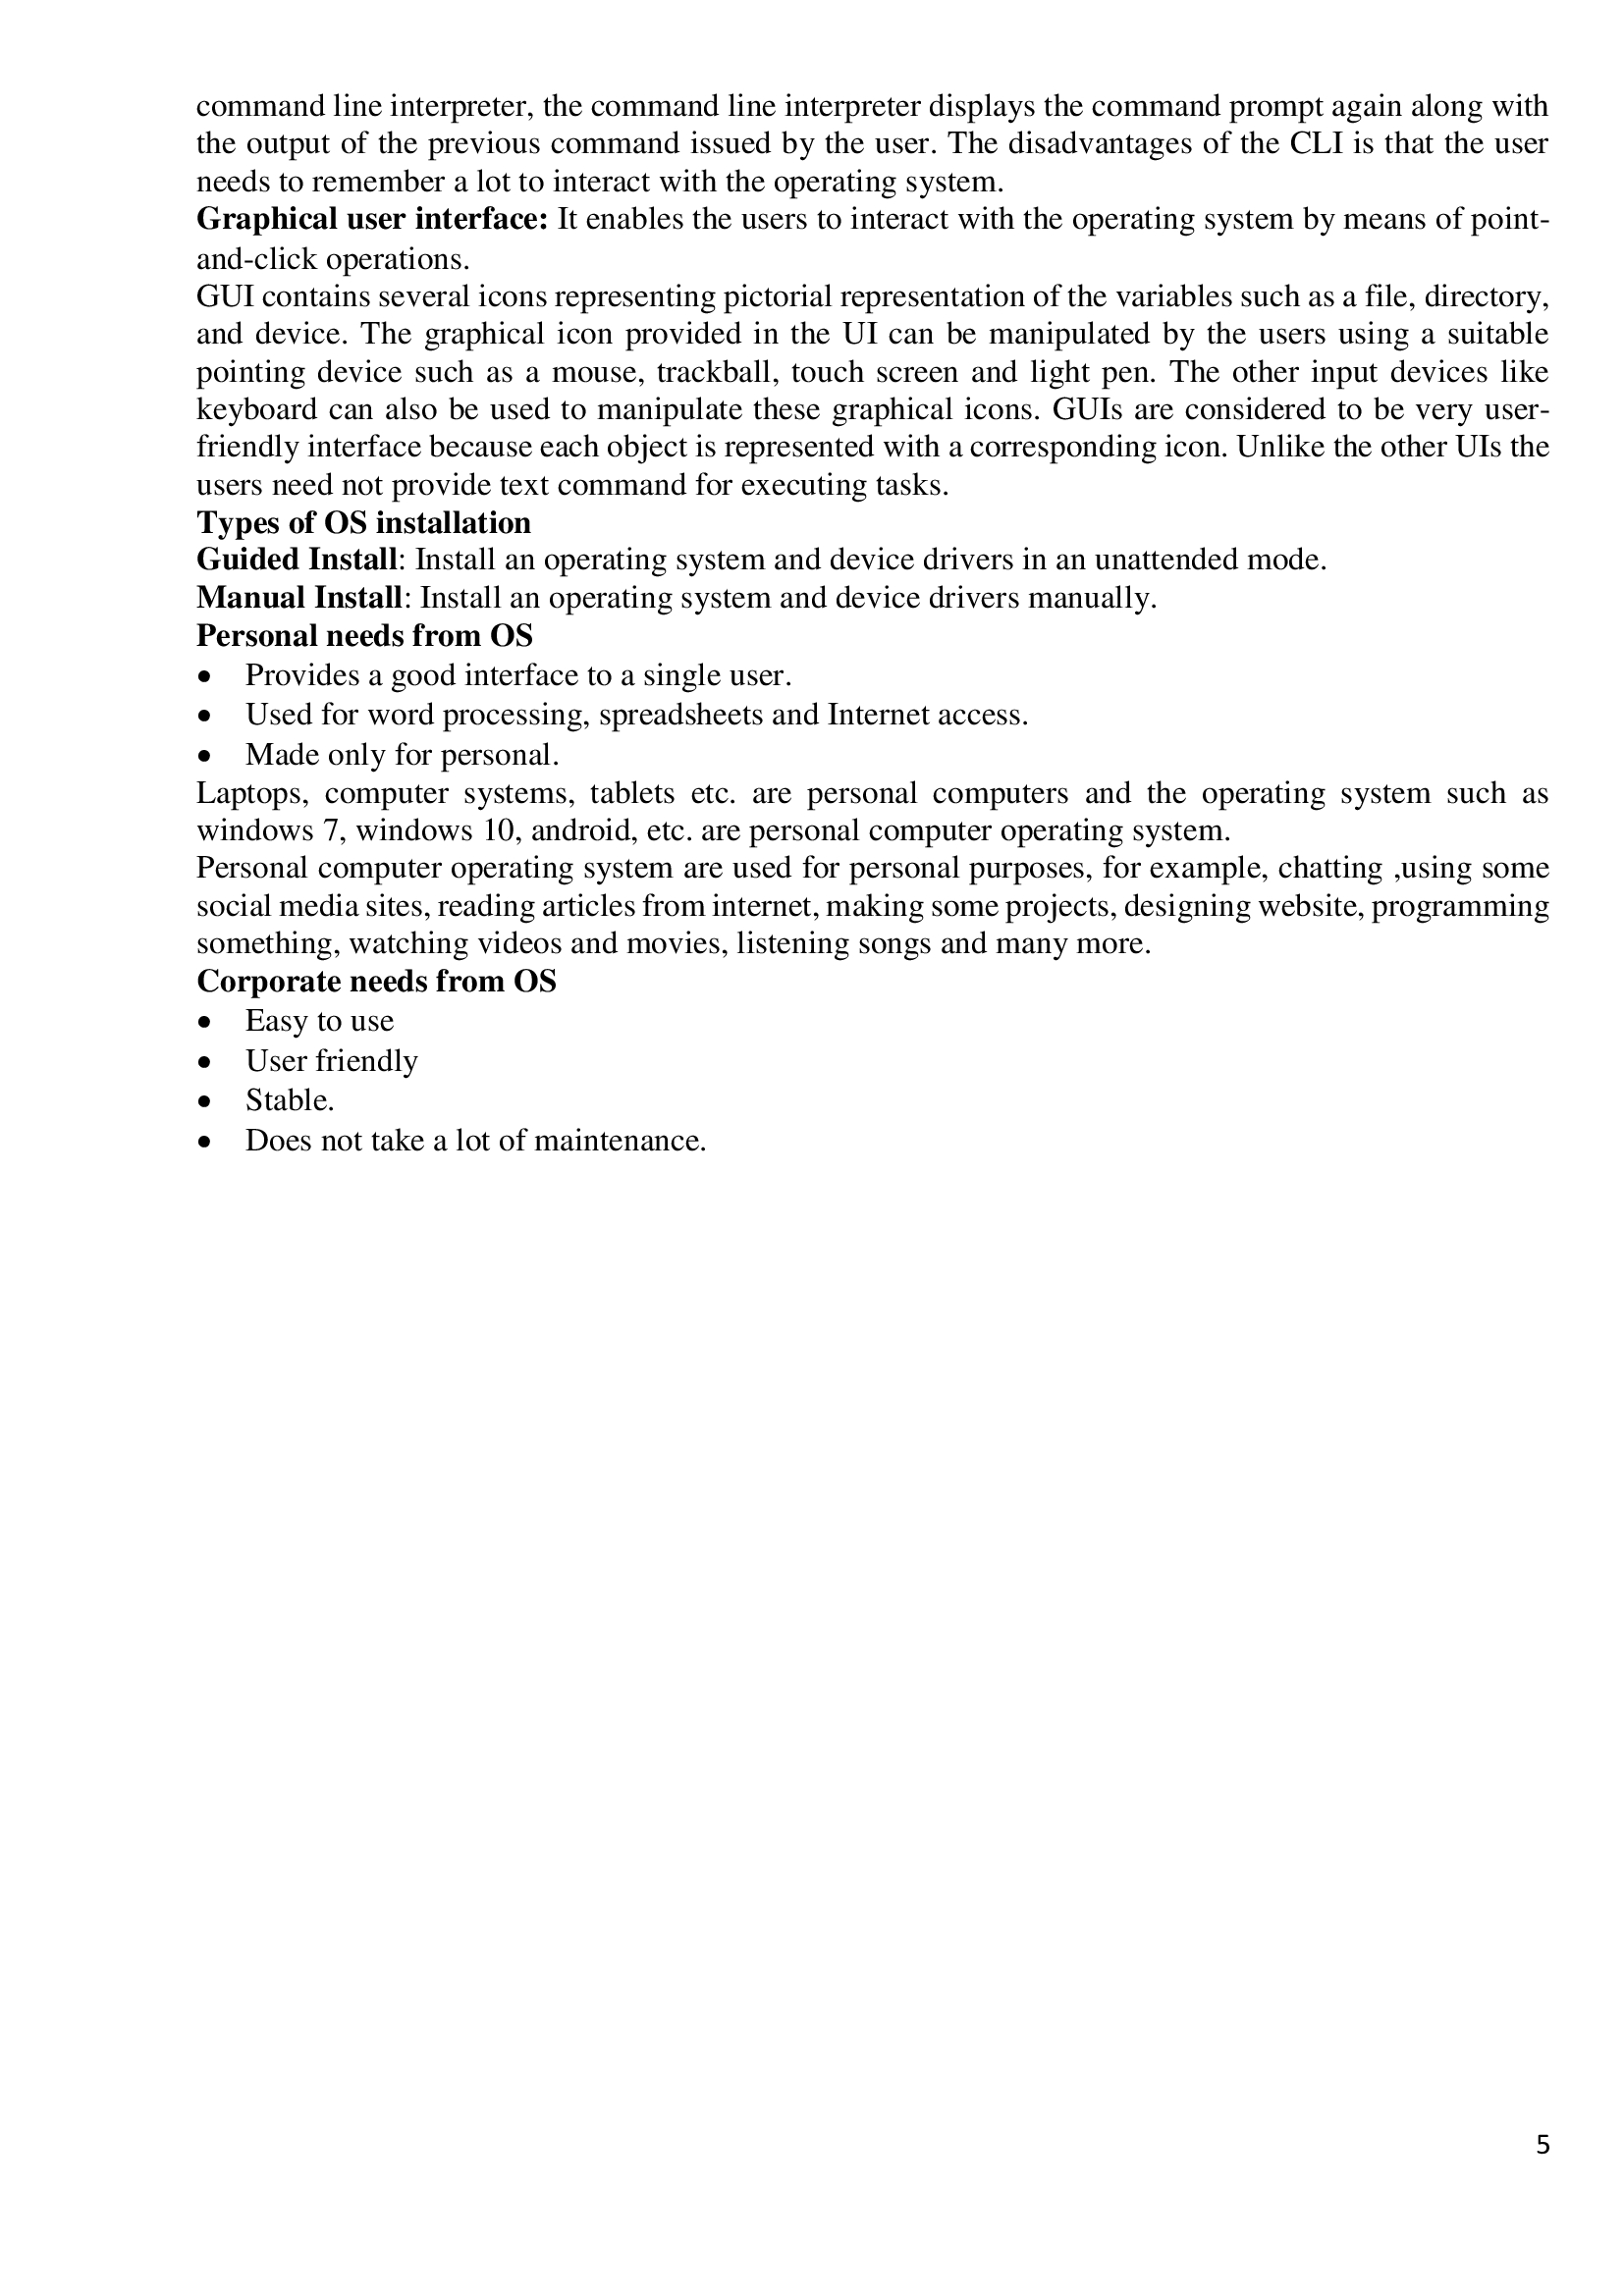 command line interpreter, the command line interpreter displays the command prompt again along with
the output of the previous command issued by the user. The disadvantages of the CLI is that the user
needs to remember a lot to interact with the operating system.
Graphical user interface: It enables the users to interact with the operating system by means of point-
and-click operations.
GUI contains several icons representing pictorial representation of the variables such as a file, directory,
and device. The graphical icon provided in the UI can be manipulated by the users using a suitable
pointing device such as a mouse, trackball, touch screen and light pen. The other input devices like
keyboard can also be used to manipulate these graphical icons. GUIs are considered to be very user-
friendly interface because each object is represented with a corresponding icon. Unlike the other UIs the
users need not provide text command for executing tasks.
Types of OS installation
Guided Install: Install an operating system and device drivers in an unattended mode.
Manual Install: Install an operating system and device drivers manually.
Personal needs from OS
• Provides a good interface to a single user.
• Used for word processing, spreadsheets and Internet access.
• Made only for personal.
Laptops, computer systems, tablets etc. are personal computers and the operating system such as
windows 7, windows 10, android, etc. are personal computer operating system.
Personal computer operating system are used for personal purposes, for example, chatting ,using some
social media sites, reading articles from internet, making some projects, designing website, programming
something, watching videos and movies, listening songs and many more.
Corporate needs from OS
• Easy to use
• User friendly
• Stable.
• Does not take a lot of maintenance.
5